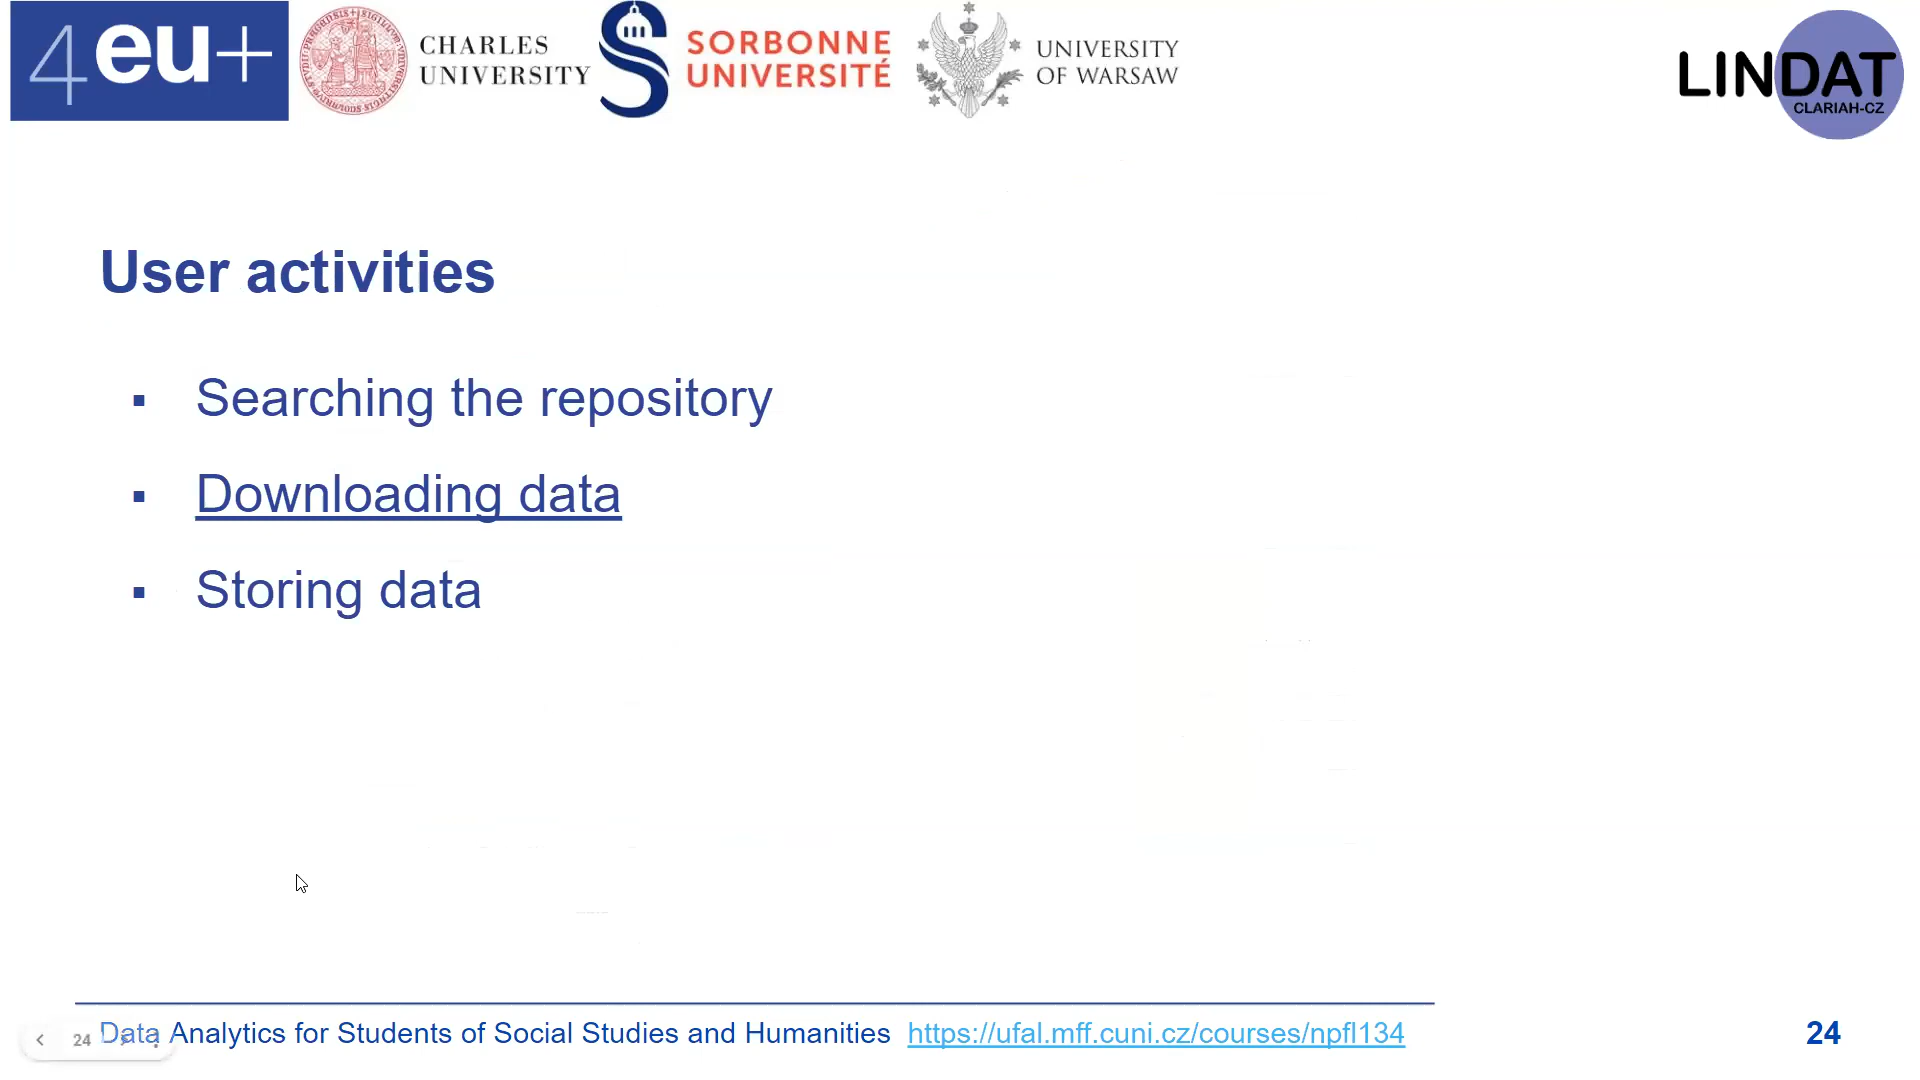 4eu+
CHARLES
UNIVERSITY
SORBONNE
UNIVERSITÉ
UNIVERSITY
OF WARSAW
LINDAT
CLARIAH-CZ
User activities
▪ Searching the repository
▪ Downloading data
▪ Storing data
Data Analytics for Students of Social Studies and Humanities https://ufal.mff.cuni.cz/courses/npfl134
24
24